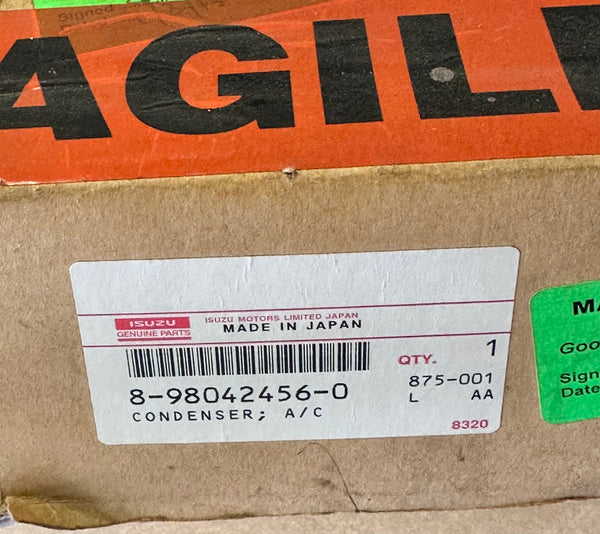 AGIL
ISUZU
GENUINE PARTS
ISUZU MOTORS LIMITED JAPAN
MADE IN JAPAN
8-98042456-0
CONDENSER; A/C
QTY. 1
875-001
L AA
8320
MA
Goo
Sign
Date